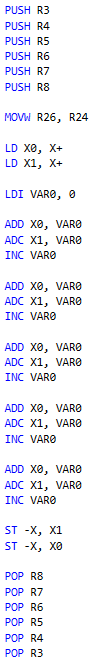 PUSH R3
PUSH R4
PUSH R5
PUSH R6
PUSH R7
PUSH R8
MOVW R26, R24
LD X0, X+
LD X1, X+
LDI VAR0, 0
ADD X0, VAR0
ADC X1, VAR0
INC VAR0
ADD X0, VAR0
ADC X1, VAR0
INC VAR0
ADD X0, VAR0
ADC X1, VAR0
INC VAR0
ADD X0, VAR0
ADC X1, VAR0
INC VAR0
ADD X0, VAR0
ADC X1, VAR0
INC VAR0
ST -X, X1
ST -X, X0
POP R8
POP R7
POP R6
POP R5
POP R4
POP R3